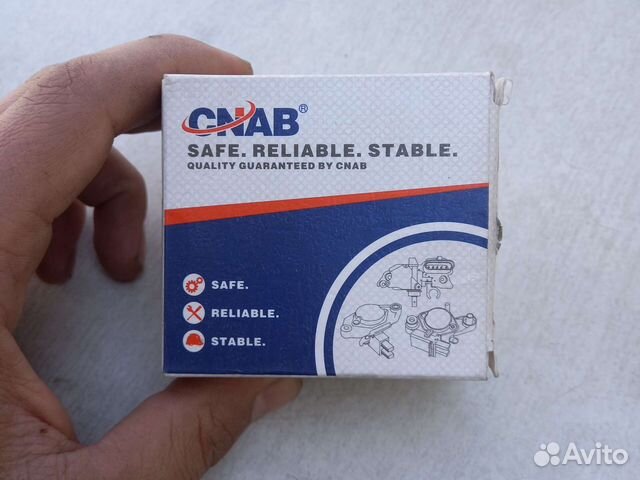 CNAB®
SAFE. RELIABLE. STABLE.
QUALITY GUARANTEED BY CNAB
SAFE.
RELIABLE.
STABLE.
Avito